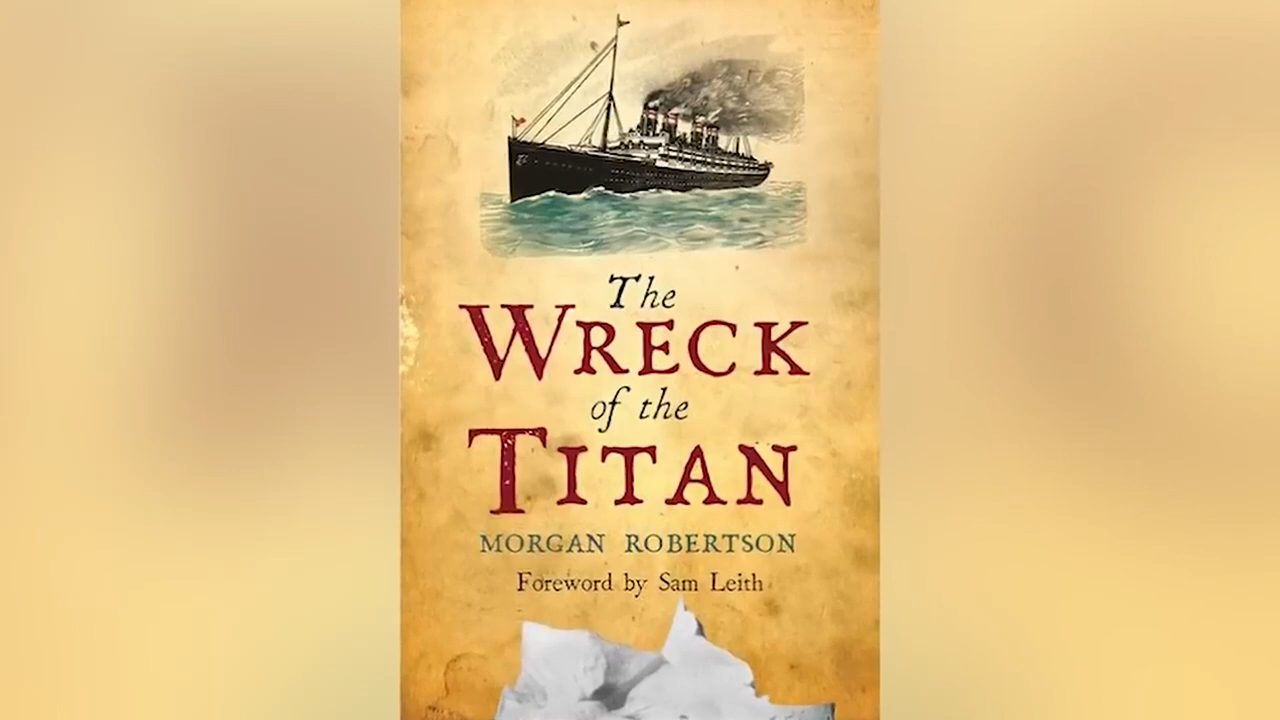 The
WRECK
of the
TITAN
MORGAN ROBERTSON
Foreword by Sam Leith